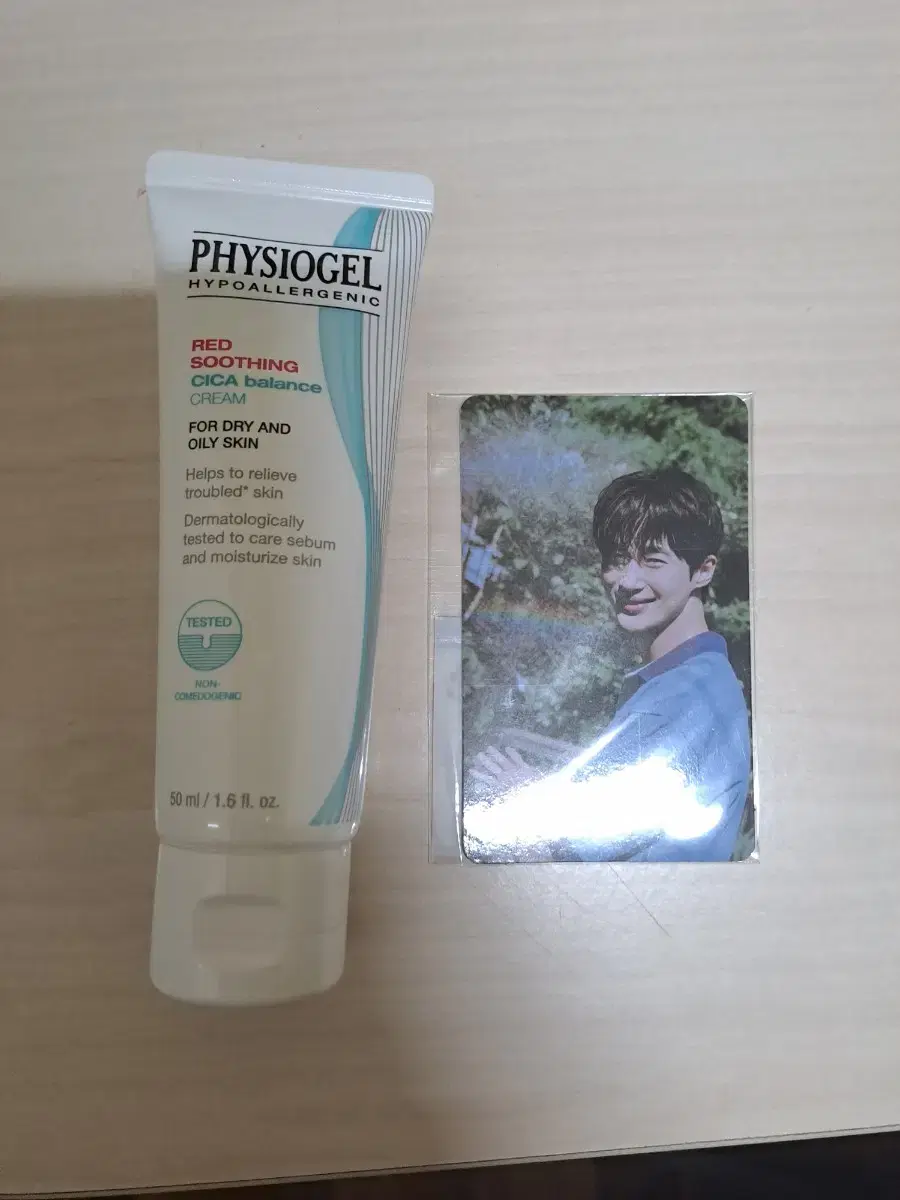 PHYSIOGEL
HYPOALLERGENIC
RED
SOOTHING
CICA balance
CREAM
FOR DRY AND
OILY SKIN
Helps to relieve
troubled* skin
Dermatologically
tested to care sebum
and moisturize skin
TESTED
NON-
COMEDOGENIC
50 ml / 1.6 fl. oz.